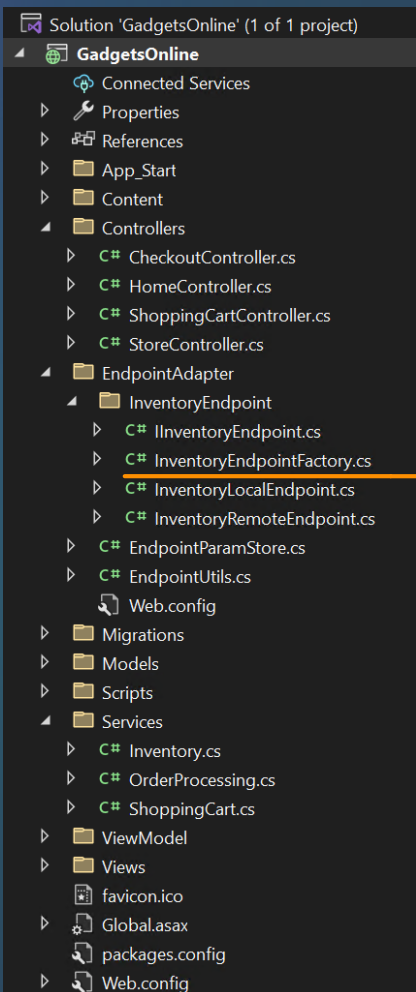 Solution 'GadgetsOnline' (1 of 1 project)
GadgetsOnline
Connected Services
Properties
References
App_Start
Content
Controllers
C# CheckoutController.cs
C# HomeController.cs
C# ShoppingCartController.cs
C# StoreController.cs
EndpointAdapter
InventoryEndpoint
C# IInventoryEndpoint.cs
C# InventoryEndpointFactory.cs
C# InventoryLocalEndpoint.cs
C# InventoryRemoteEndpoint.cs
C# EndpointParamStore.cs
C# EndpointUtils.cs
Web.config
Migrations
Models
Scripts
Services
C# Inventory.cs
C# OrderProcessing.cs
C# ShoppingCart.cs
ViewModel
Views
favicon.ico
Global.asax
packages.config
Web.config